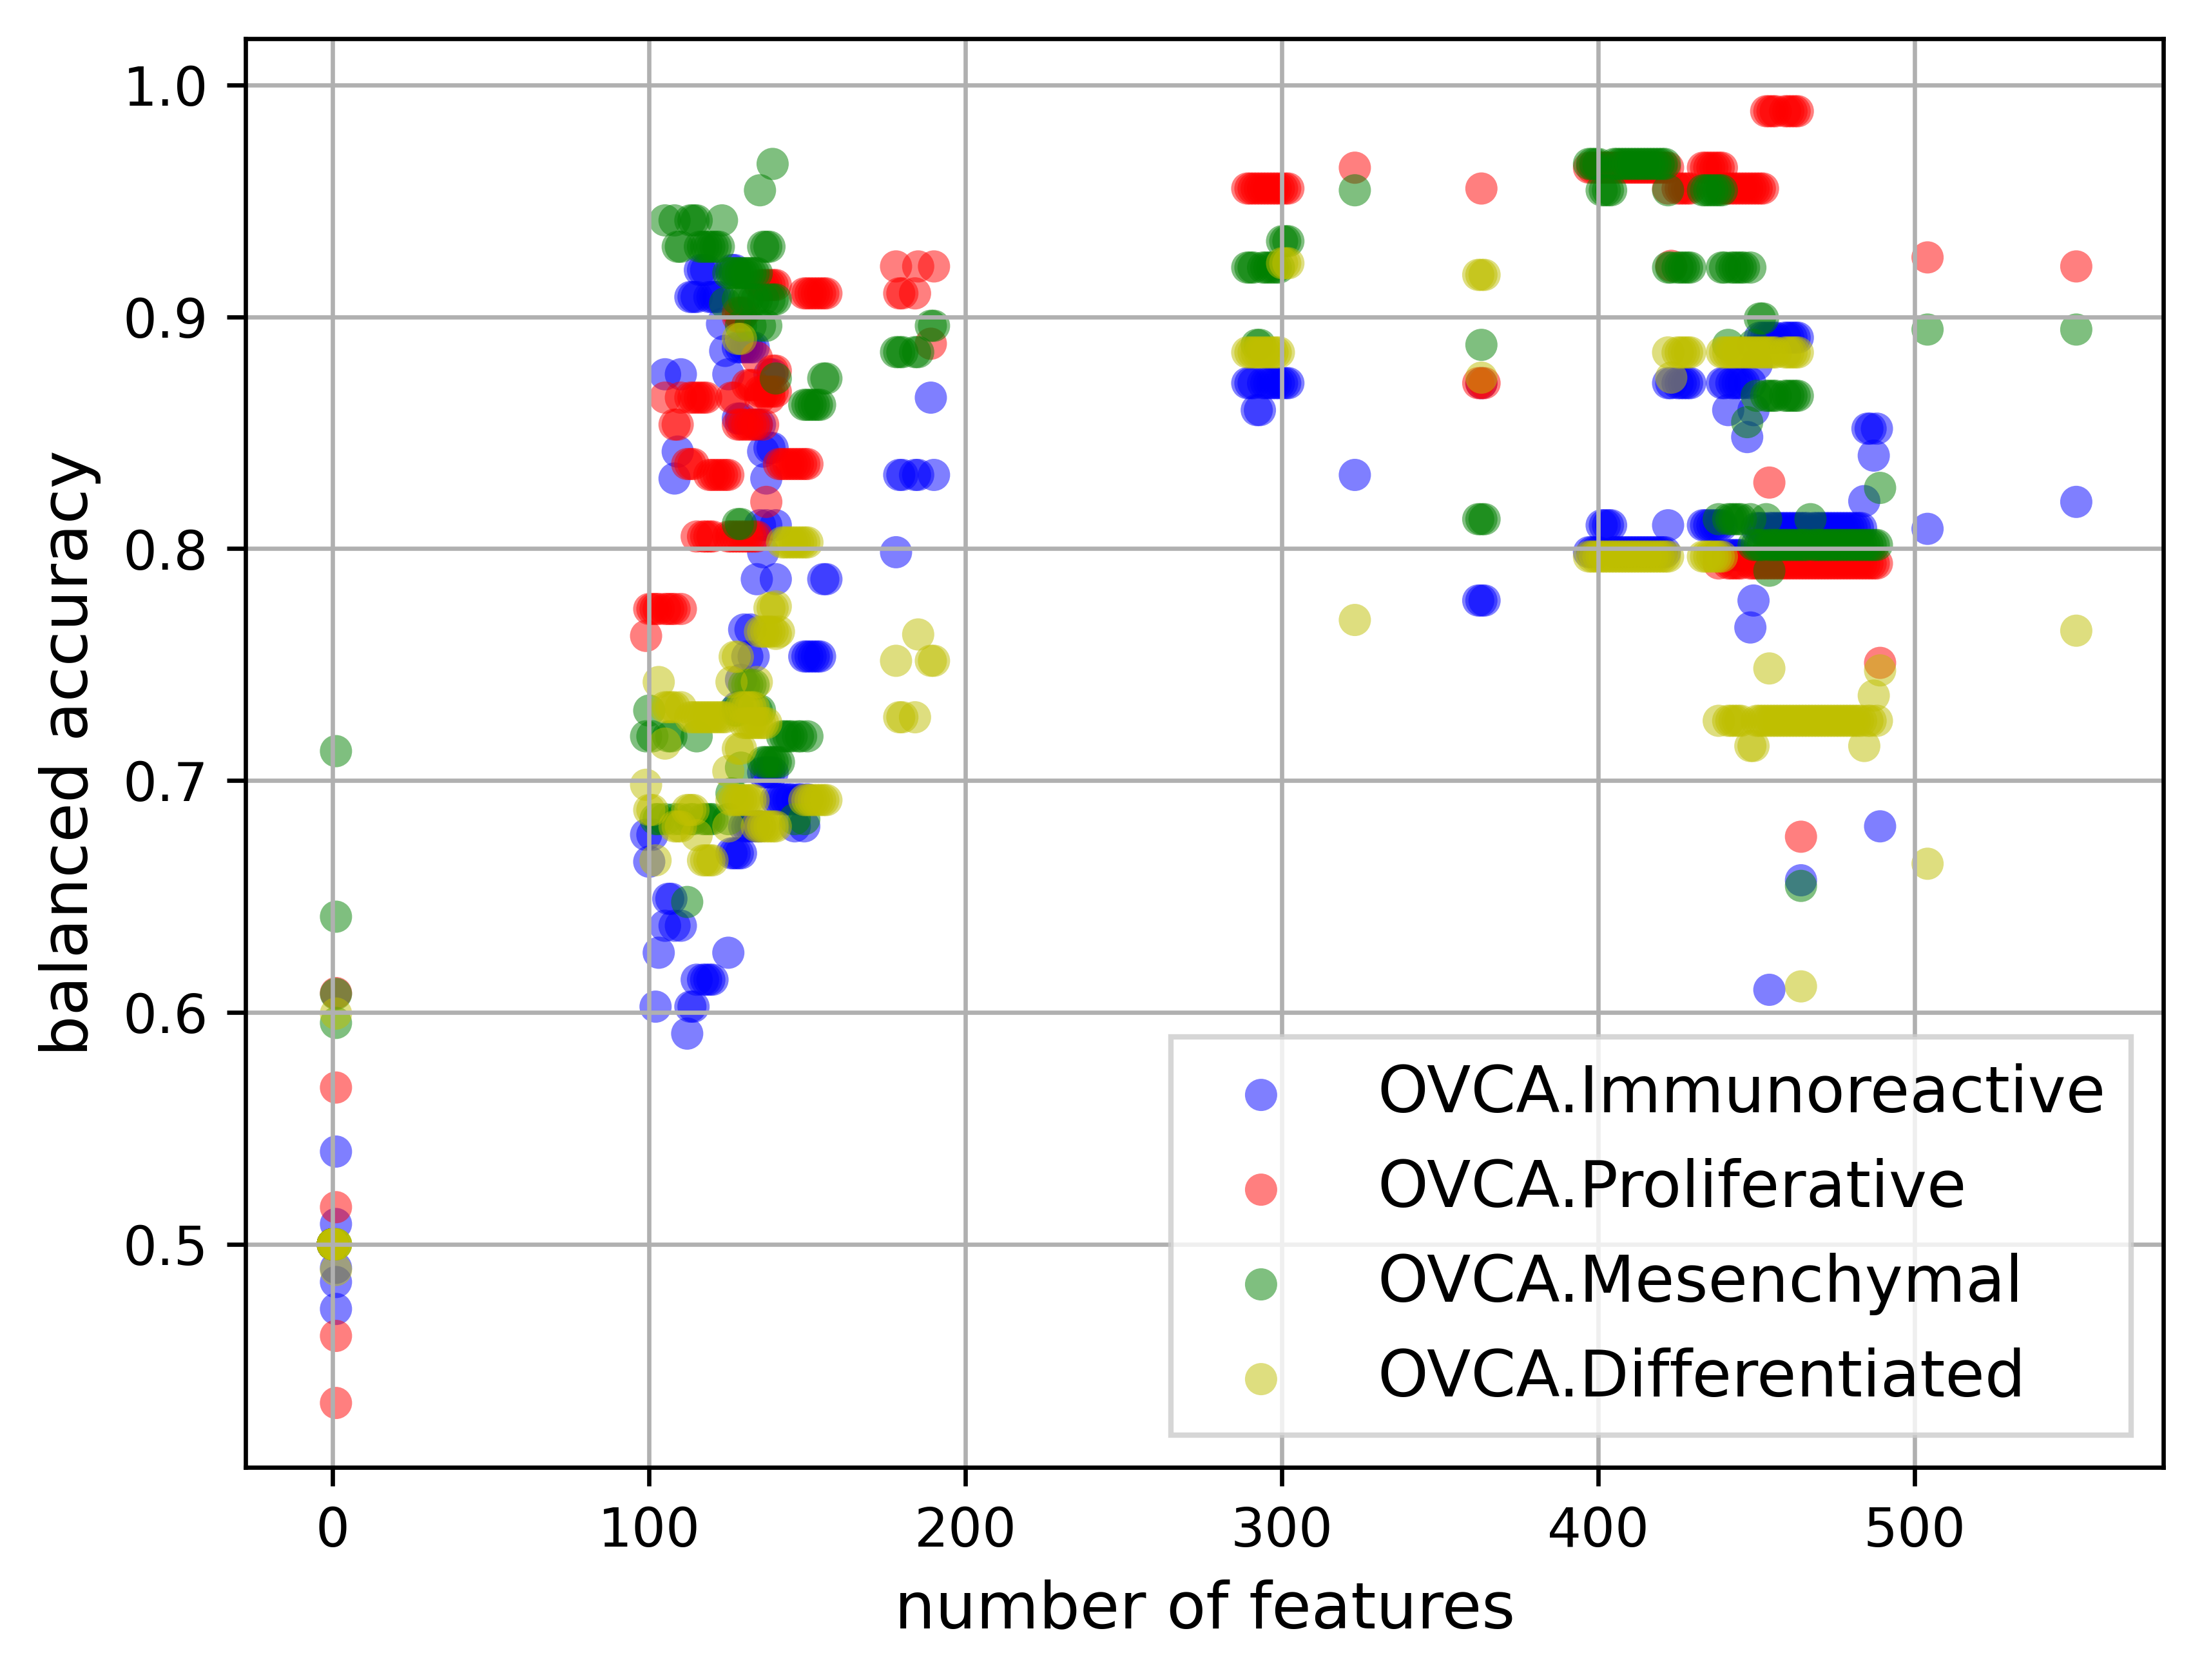 1.0
0.9
0.8
0.7
0.6
0.5
balanced accuracy
OVCA.Immunoreactive
OVCA.Proliferative
OVCA.Mesenchymal
OVCA.Differentiated
0 100 200 300 400 500
number of features